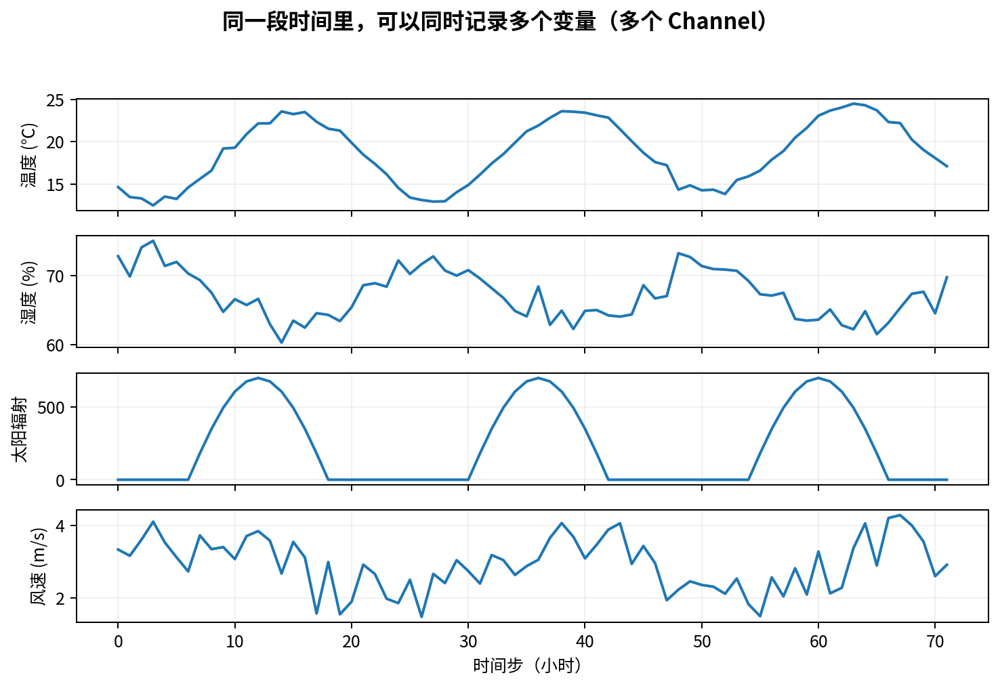 同一段时间里，可以同时记录多个变量（多个 Channel）
25
20
15
温度 (°C)
70
60
湿度 (%)
500
0
太阳辐射
4
2
风速 (m/s)
0 10 20 30 40 50 60 70
时间步（小时）